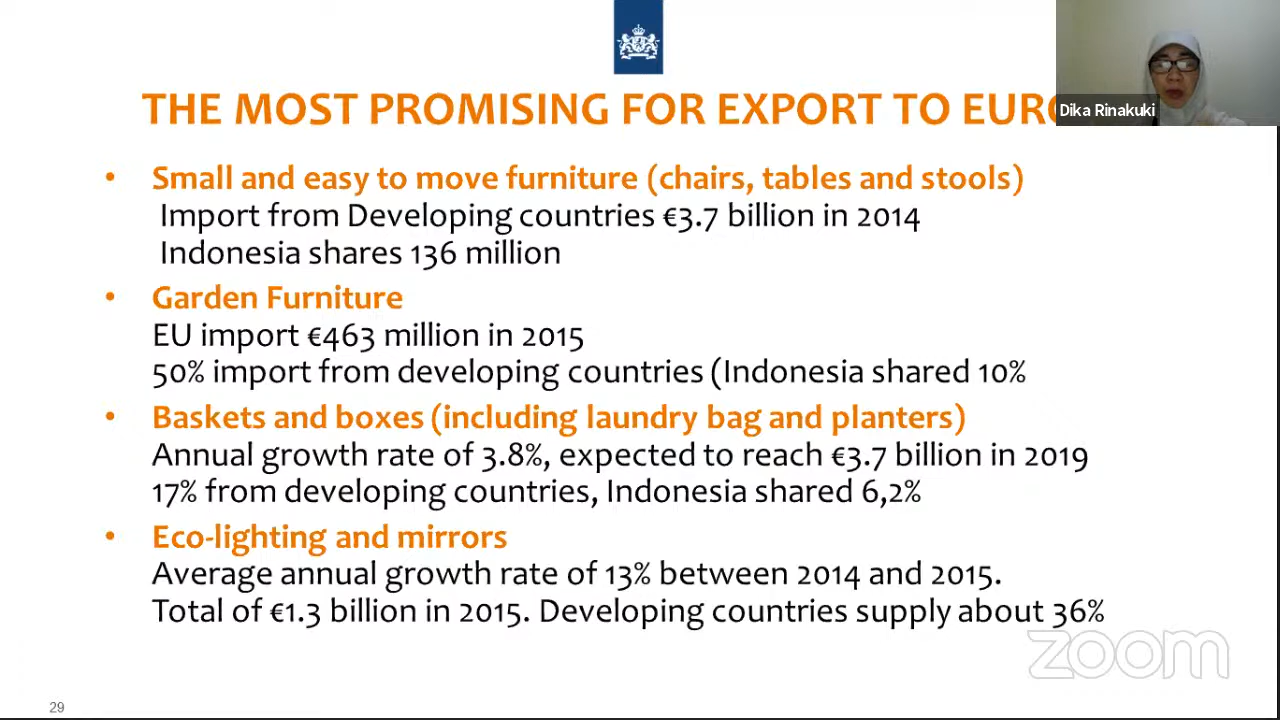 THE MOST PROMISING FOR EXPORT TO EURO
Dika Rinakuki
• Small and easy to move furniture (chairs, tables and stools)
Import from Developing countries €3.7 billion in 2014
Indonesia shares 136 million
• Garden Furniture
EU import €463 million in 2015
50% import from developing countries (Indonesia shared 10%
• Baskets and boxes (including laundry bag and planters)
Annual growth rate of 3.8%, expected to reach €3.7 billion in 2019
17% from developing countries, Indonesia shared 6,2%
• Eco-lighting and mirrors
Average annual growth rate of 13% between 2014 and 2015.
Total of €1.3 billion in 2015. Developing countries supply about 36%
zoom
29